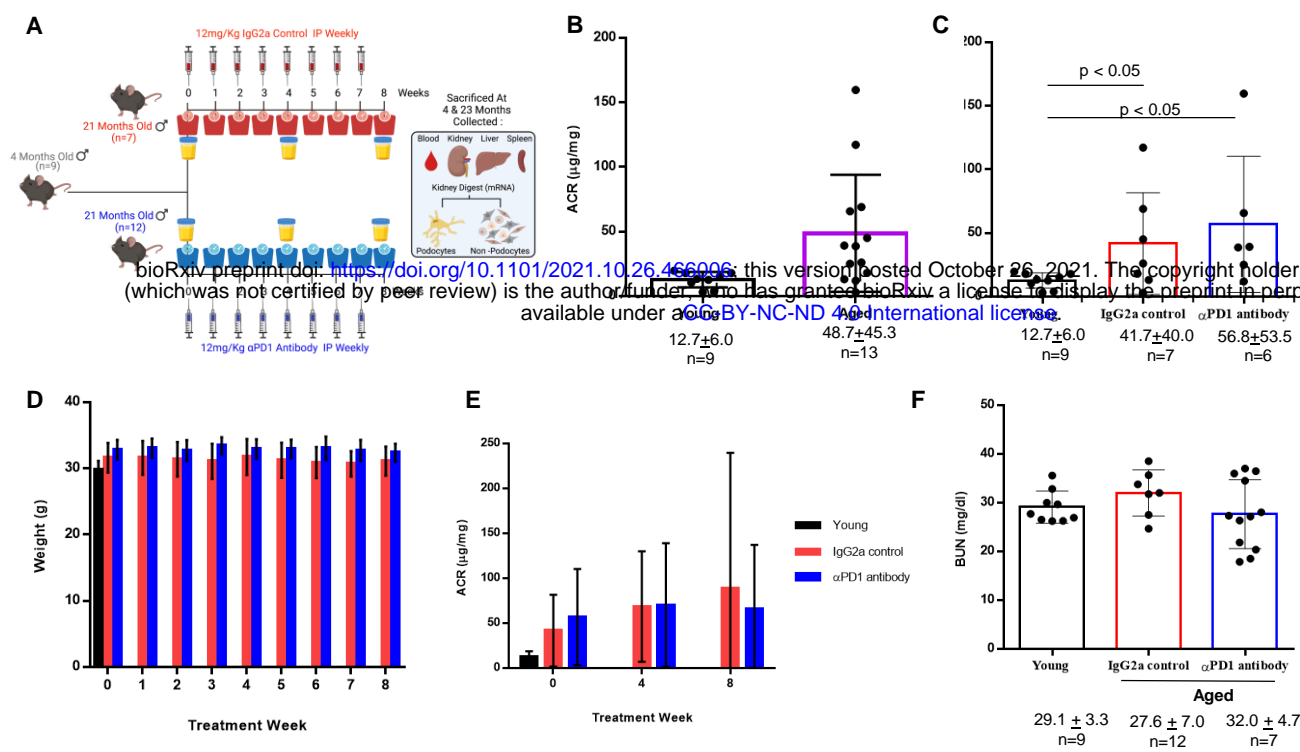 A
12mg/Kg IgG2a Control IP Weekly
0 1 2 3 4 5 6 7 8 Weeks
21 Months Old ♂
(n=7)
4 Months Old ♂
(n=9)
21 Months Old ♂
(n=12)
12mg/Kg αPD1 Antibody IP Weekly
Sacrificed At
4 & 23 Months
Collected :
Blood Kidney Liver Spleen
Kidney Digest (mRNA)
Podocytes Non -Podocytes
bioRxiv preprint doi: https://doi.org/10.1101/2021.10.26.466006; this version posted October 26, 2021. The copyright holder
(which was not certified by peer review) is the author/funder, who has granted bioRxiv a license to display the preprint in perp
available under aCC-BY-NC-ND 4.0 International license.
B
ACR (µg/mg)
200
150
100
50
0
Young Aged
12.7±6.0 48.7±45.3
n=9 n=13
C
200
150
100
50
0
p < 0.05
p < 0.05
Young IgG2a control αPD1 antibody
12.7±6.0 41.7±40.0 56.8±53.5
n=9 n=7 n=6
D
Weight (g)
40
30
20
10
0
0 1 2 3 4 5 6 7 8
Treatment Week
E
ACR (µg/mg)
250
200
150
100
50
0
0 4 8
Treatment Week
Young
IgG2a control
αPD1 antibody
F
BUN (mg/dl)
50
40
30
20
10
0
Young IgG2a control αPD1 antibody
Aged
29.1 ± 3.3 27.6 ± 7.0 32.0 ± 4.7
n=9 n=12 n=7